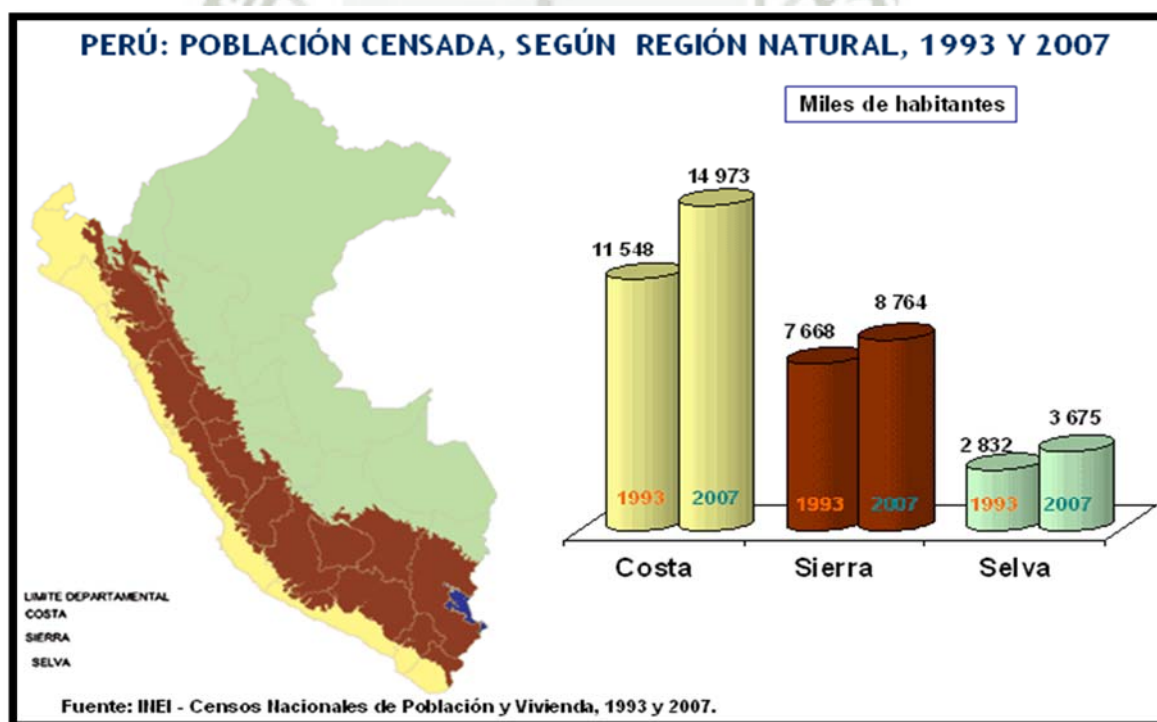 PERÚ: POBLACIÓN CENSADA, SEGÚN REGIÓN NATURAL, 1993 Y 2007
Miles de habitantes
14 973
11 548
8 764
7 668
3 675
2 832
1993 2007 1993 2007 1993 2007
Costa Sierra Selva
LIMITE DEPARTAMENTAL
COSTA
SIERRA
SELVA
Fuente: INEI - Censos Nacionales de Población y Vivienda, 1993 y 2007.